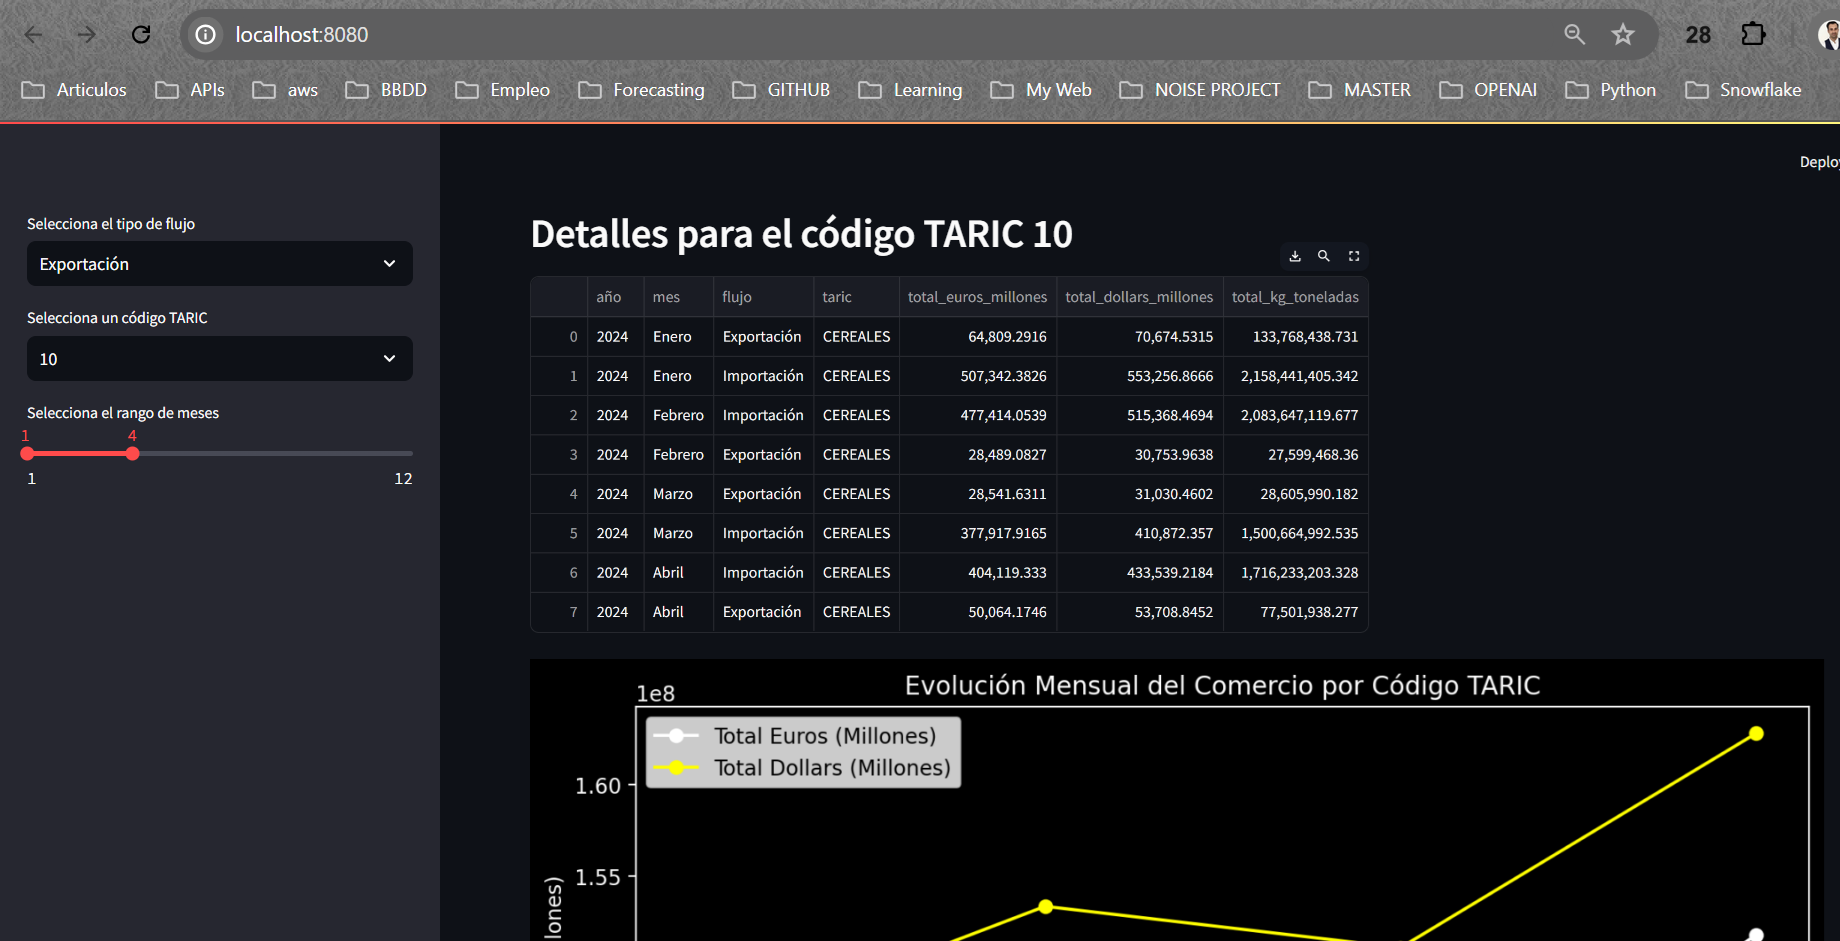 localhost:8080
28
Articulos APIs aws BBDD Empleo Forecasting GITHUB Learning My Web NOISE PROJECT MASTER OPENAI Python Snowflake
Deploy
Selecciona el tipo de flujo
Exportación
Selecciona un código TARIC
10
Selecciona el rango de meses
1 4
1 12
Detalles para el código TARIC 10
año mes flujo taric total_euros_millones total_dollars_millones total_kg_toneladas
0 2024 Enero Exportación CEREALES 64,809.2916 70,674.5315 133,768,438.731
1 2024 Enero Importación CEREALES 507,342.3826 553,256.8666 2,158,441,405.342
2 2024 Febrero Importación CEREALES 477,414.0539 515,368.4694 2,083,647,119.677
3 2024 Febrero Exportación CEREALES 28,489.0827 30,753.9638 27,599,468.36
4 2024 Marzo Exportación CEREALES 28,541.6311 31,030.4602 28,605,990.182
5 2024 Marzo Importación CEREALES 377,917.9165 410,872.357 1,500,664,992.535
6 2024 Abril Importación CEREALES 404,119.333 433,539.2184 1,716,233,203.328
7 2024 Abril Exportación CEREALES 50,064.1746 53,708.8452 77,501,938.277
Evolución Mensual del Comercio por Código TARIC
1e8
Total Euros (Millones)
Total Dollars (Millones)
1.60
1.55
lones)